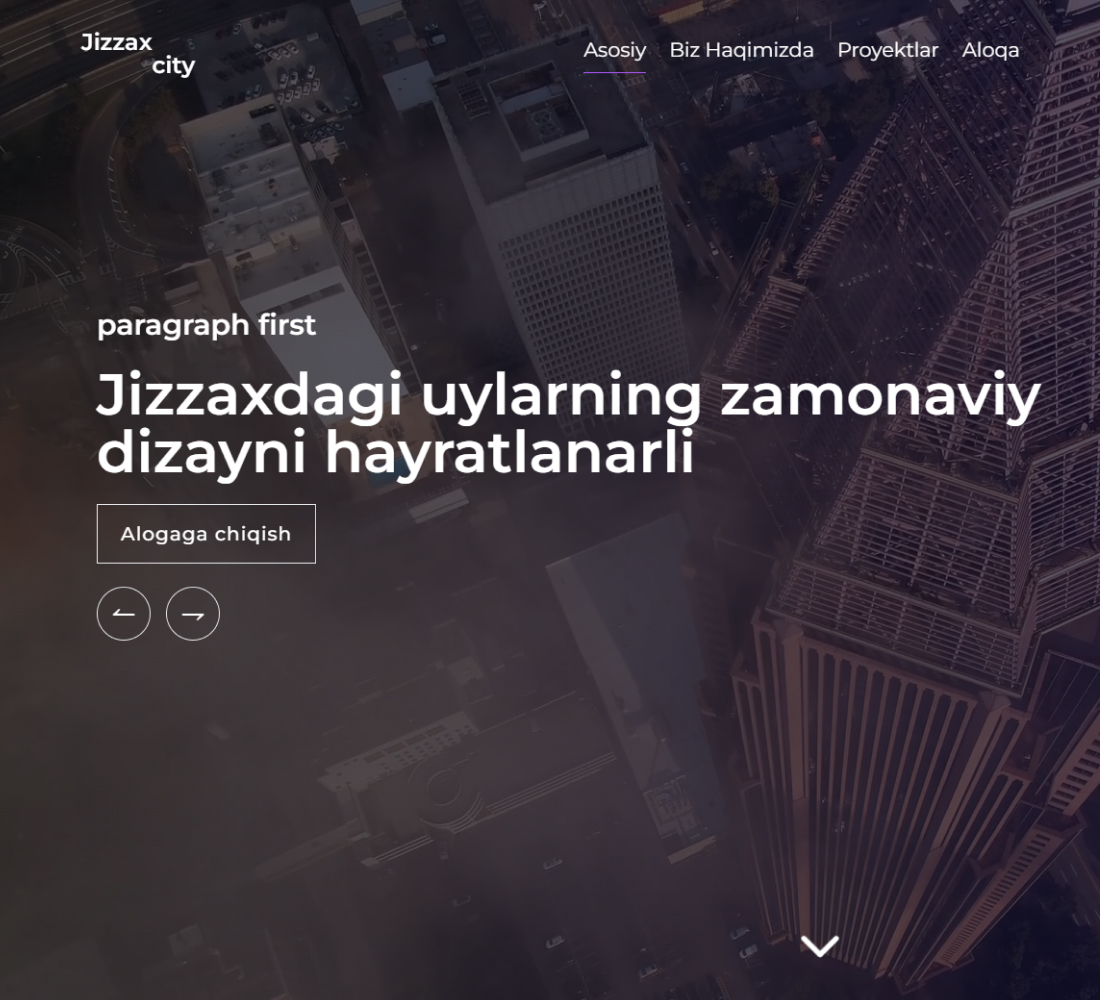 Jizzax
city
Asosiy Biz Haqimizda Proyektlar Aloqa
paragraph first
Jizzaxdagi uylarning zamonaviy
dizayni hayratlanarli
Alogaga chiqish